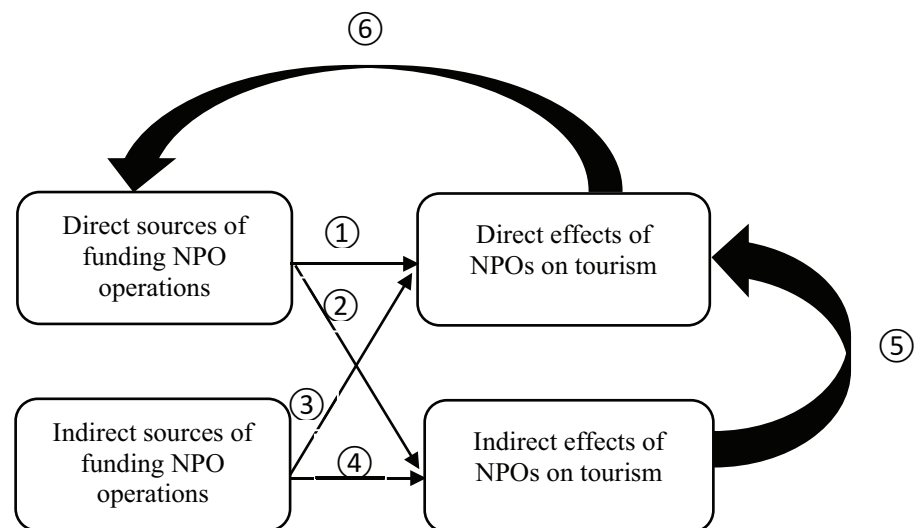 ⑥
Direct sources of
funding NPO
operations
①
Direct effects of
NPOs on tourism
②
⑤
③
Indirect sources of
funding NPO
operations
④
Indirect effects of
NPOs on tourism